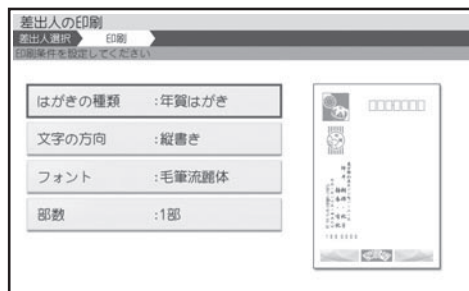 差出人の印刷
差出人選択 印刷
印刷条件を設定してください
はがきの種類 :年賀はがき
文字の方向 :縦書き
フォント :毛筆流麗体
部数 :1部